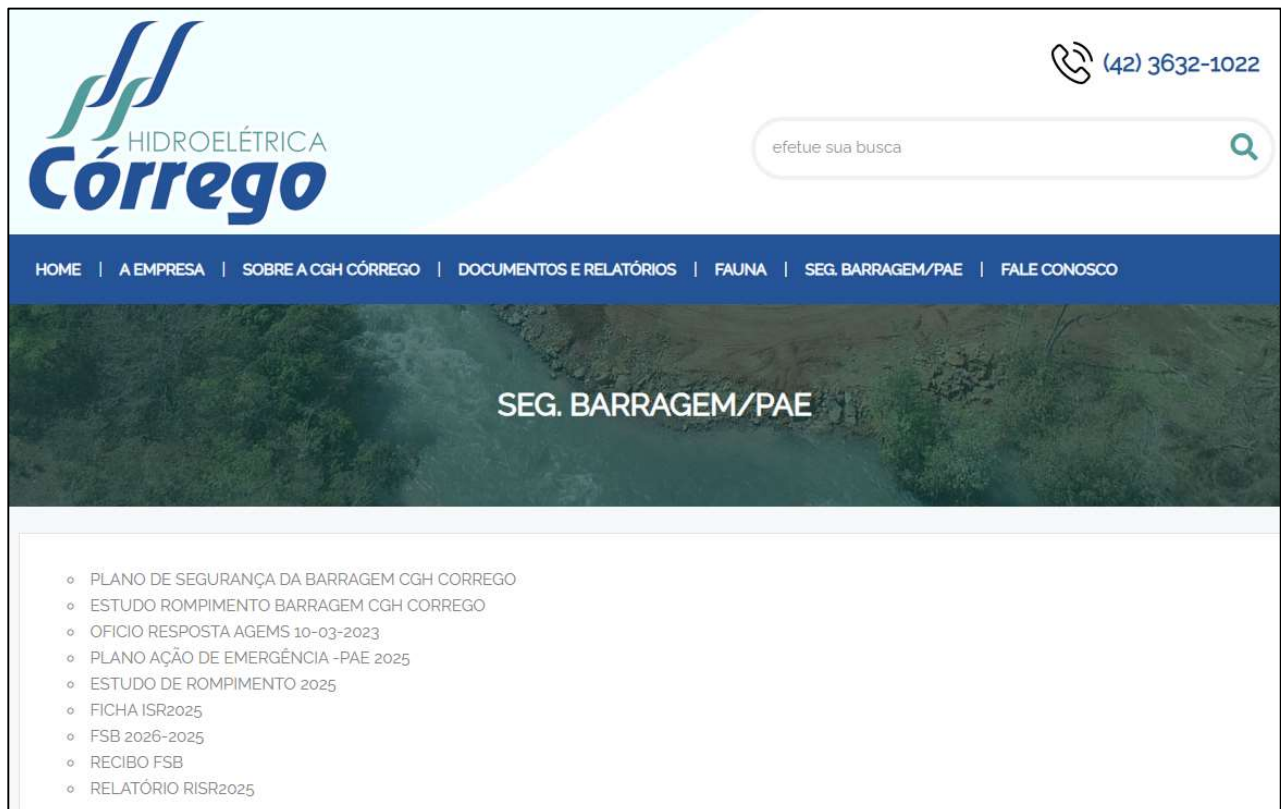 HIDROELÉTRICA
Córrego
(42) 3632-1022
efetue sua busca
HOME | A EMPRESA | SOBRE A CGH CÓRREGO | DOCUMENTOS E RELATÓRIOS | FAUNA | SEG. BARRAGEM/PAE | FALE CONOSCO
SEG. BARRAGEM/PAE
PLANO DE SEGURANÇA DA BARRAGEM CGH CORREGO
ESTUDO ROMPIMENTO BARRAGEM CGH CORREGO
OFICIO RESPOSTA AGEMS 10-03-2023
PLANO AÇÃO DE EMERGÊNCIA -PAE 2025
ESTUDO DE ROMPIMENTO 2025
FICHA ISR2025
FSB 2026-2025
RECIBO FSB
RELATÓRIO RISR2025